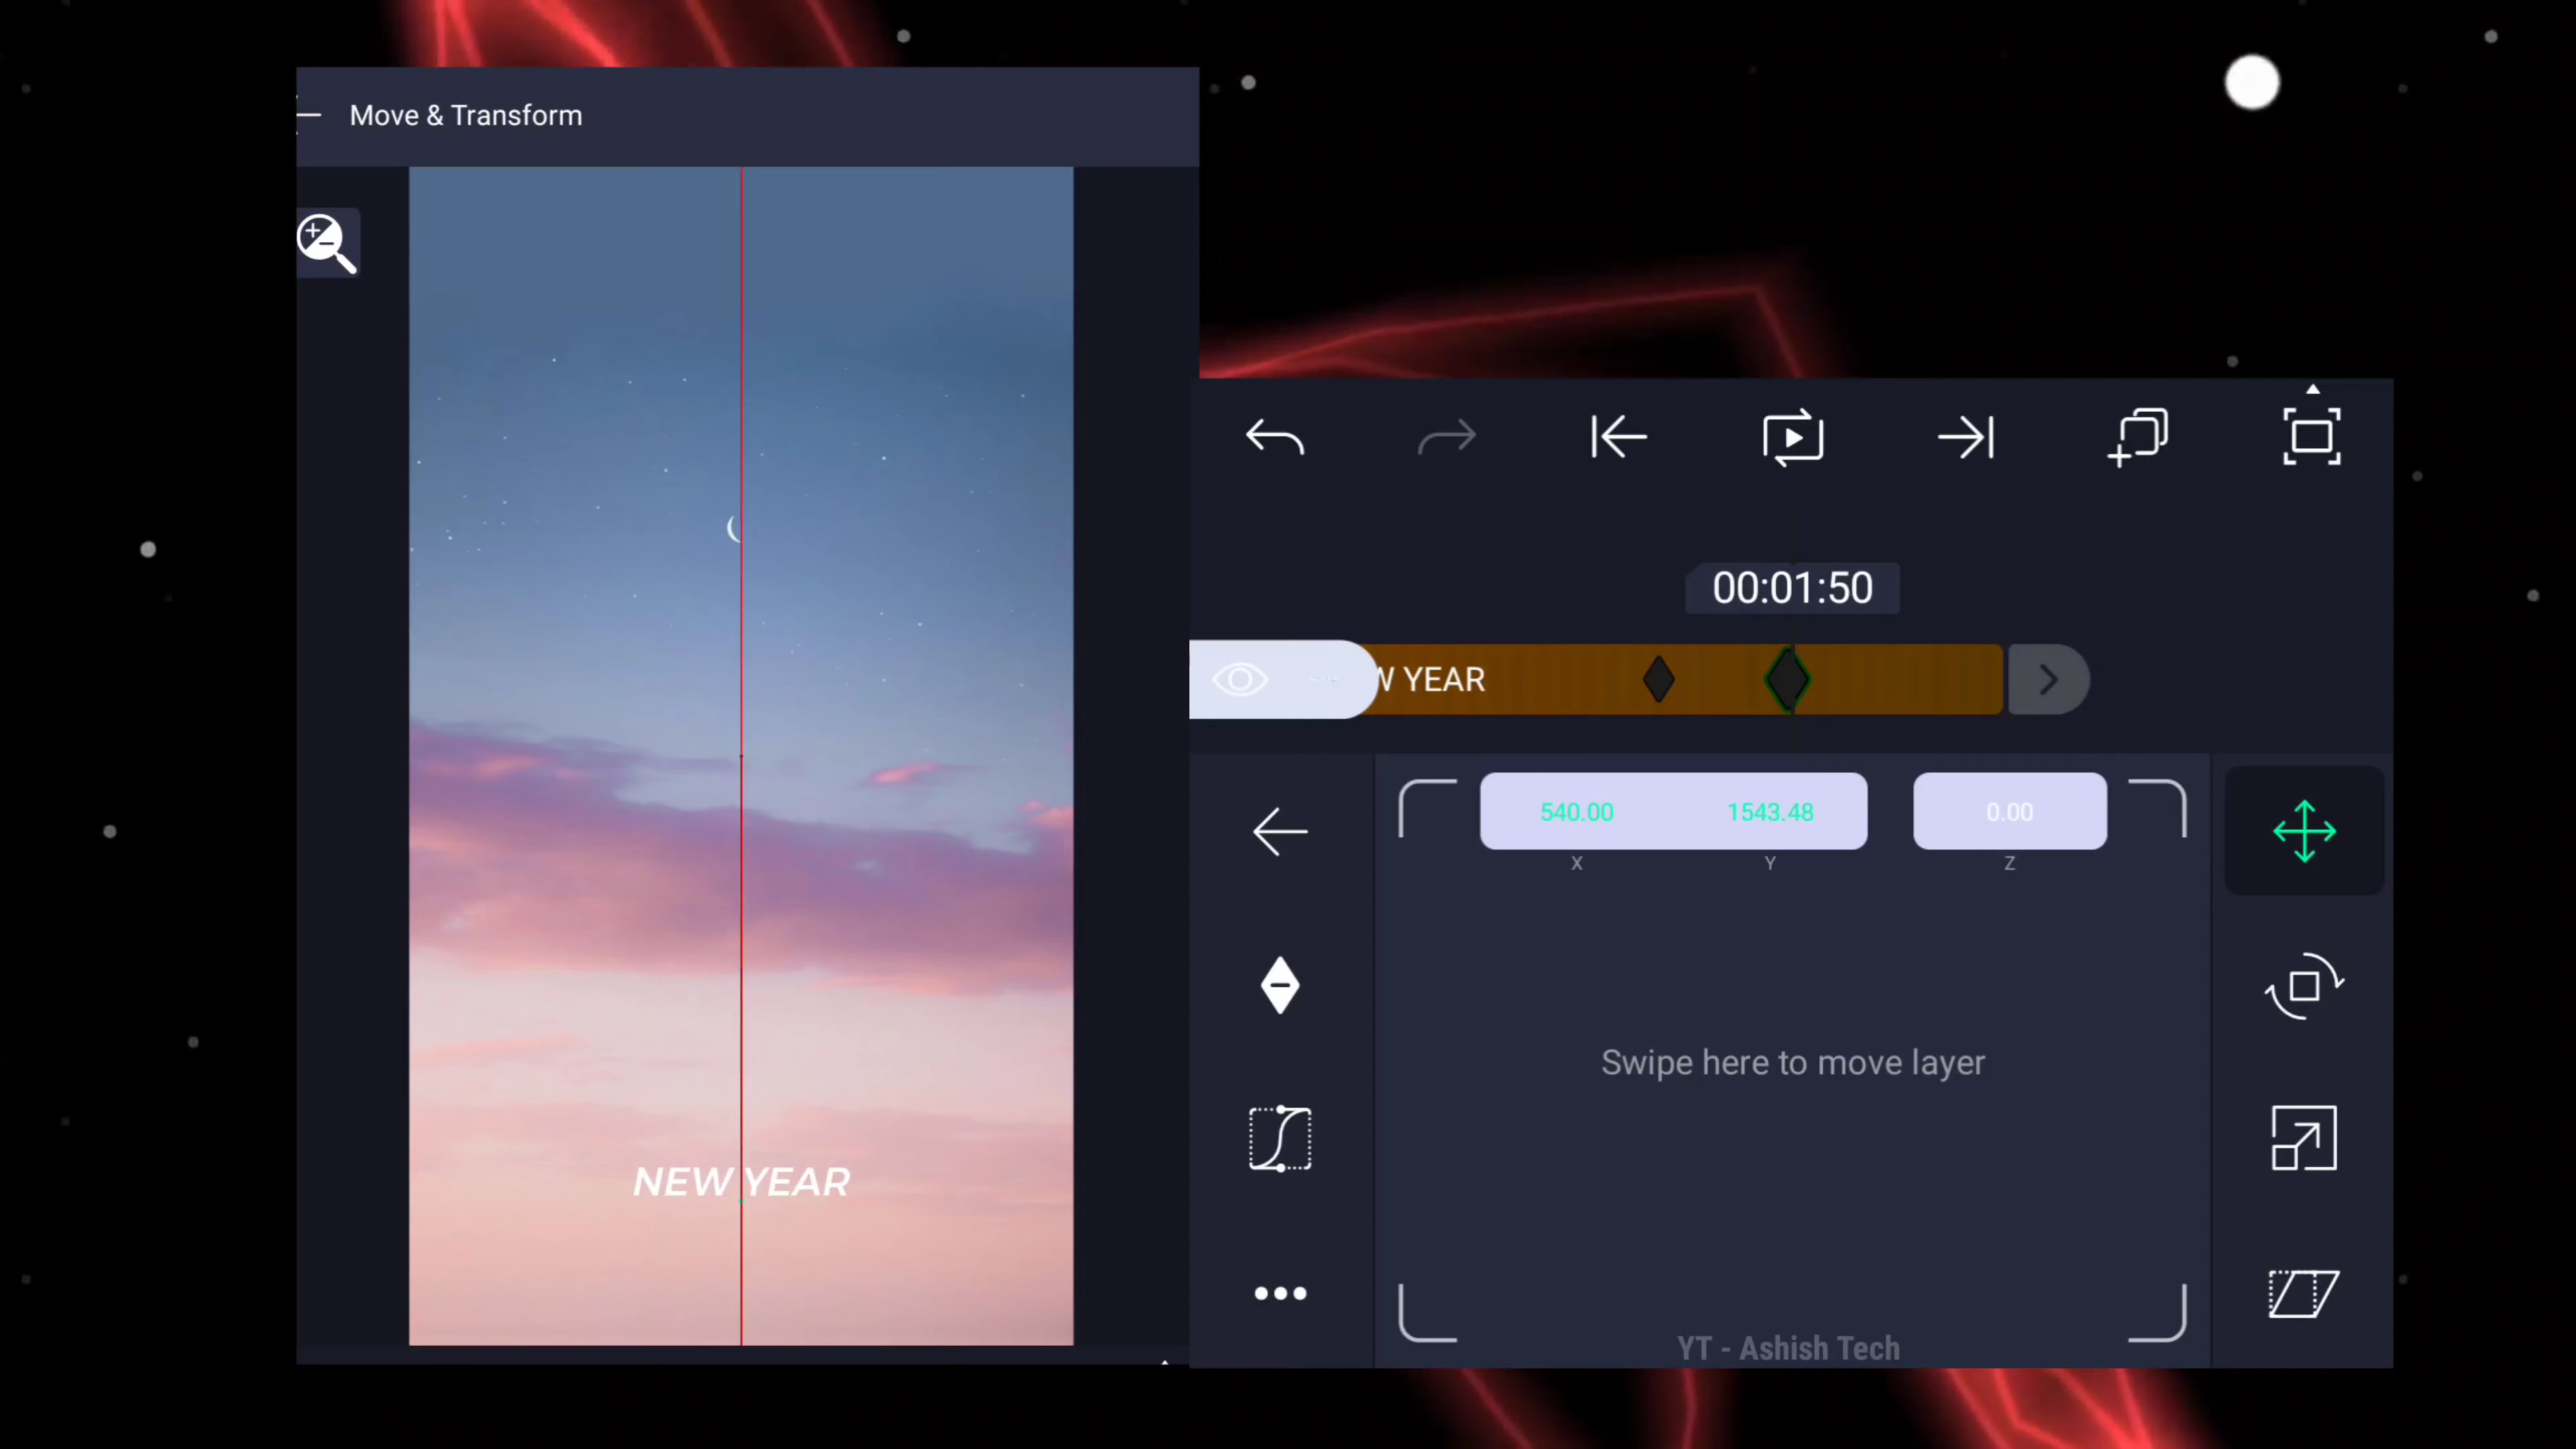 Move & Transform
NEW YEAR
00:01:50
W YEAR
540.00 1543.48 0.00
X Y Z
Swipe here to move layer
YT - Ashish Tech